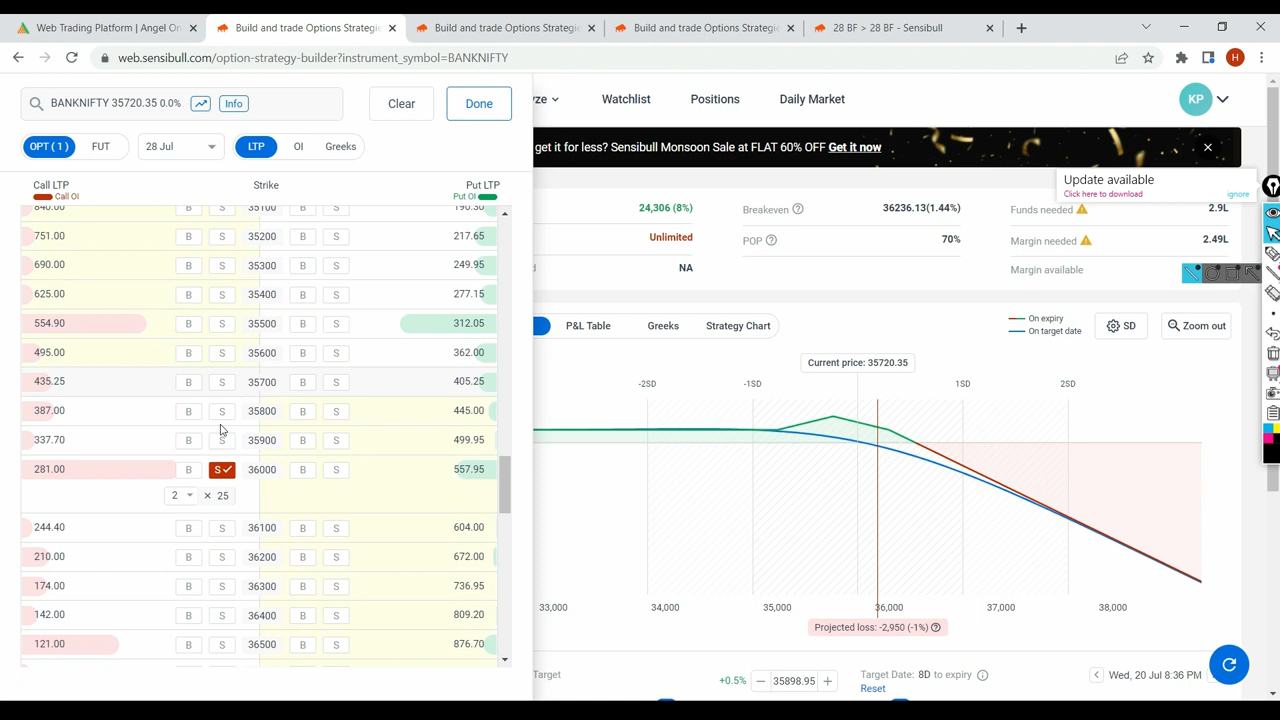 Web Trading Platform | Angel On
Build and trade Options Strategie
Build and trade Options Strategie
Build and trade Options Strategie
28 BF > 28 BF - Sensibull
web.sensibull.com/option-strategy-builder?instrument_symbol=BANKNIFTY
H
BANKNIFTY 35720.35 0.0%
Info
Clear
Done
Watchlist
Positions
Daily Market
KP
OPT ( 1 )
FUT
28 Jul
LTP
OI
Greeks
get it for less? Sensibull Monsoon Sale at FLAT 60% OFF Get it now
Update available
Click here to download
ignore
Call LTP
Call OI
Strike
Put LTP
Put OI
840.00 35100 190.30
751.00 B S 35200 B S 217.65
690.00 B S 35300 B S 249.95
625.00 B S 35400 B S 277.15
554.90 B S 35500 B S 312.05
495.00 B S 35600 B S 362.00
435.25 B S 35700 B S 405.25
387.00 B S 35800 B S 445.00
337.70 B S 35900 B S 499.95
281.00 B S 36000 B S 557.95
2 × 25
244.40 B S 36100 B S 604.00
210.00 B S 36200 B S 672.00
174.00 B S 36300 B S 736.95
142.00 B S 36400 B S 809.20
121.00 B S 36500 B S 876.70
24,306 (8%)
Unlimited
NA
Breakeven 36236.13(1.44%)
POP 70%
Funds needed 2.9L
Margin needed 2.49L
Margin available
P&L Table
Greeks
Strategy Chart
On expiry
On target date
SD
Zoom out
Current price: 35720.35
-2SD
-1SD
1SD
2SD
33,000
34,000
35,000
36,000
37,000
38,000
Projected loss: -2,950 (-1%)
Target
+0.5%
35898.95
Target Date: 8D to expiry
Reset
Wed, 20 Jul 8:36 PM